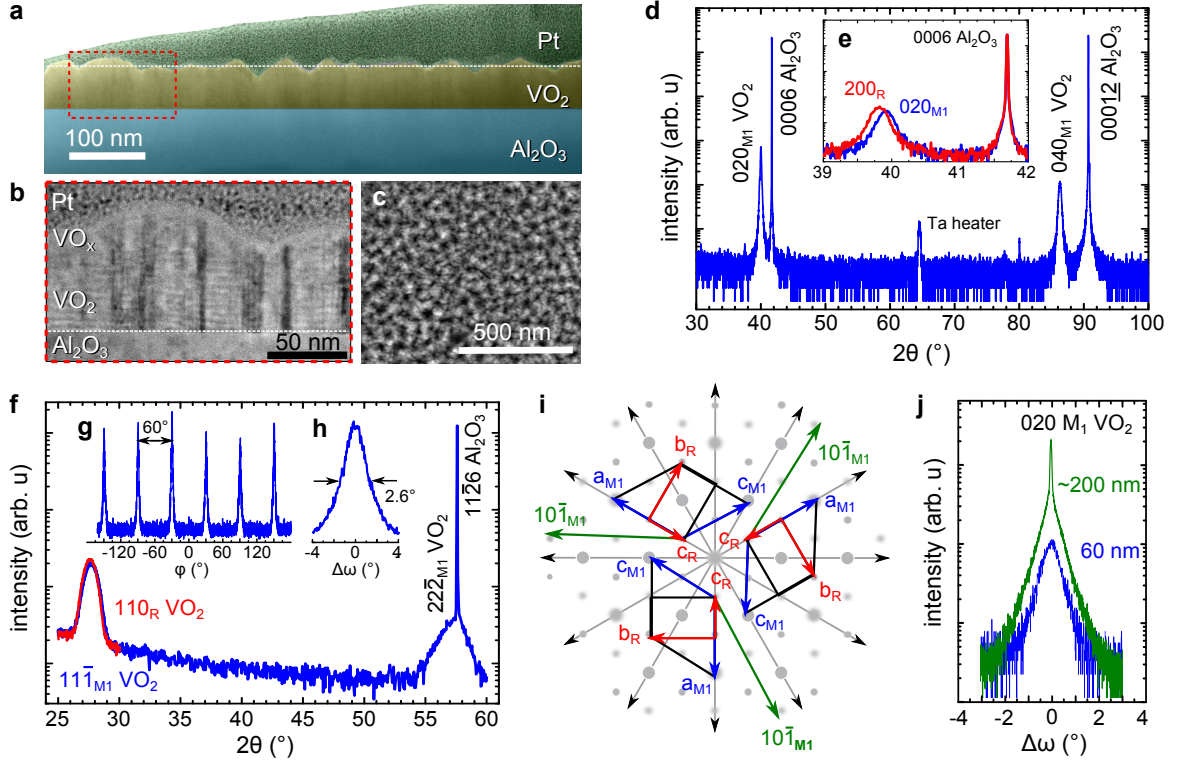 a
Pt
VO₂
100 nm
Al₂O₃
b
Pt
VOₓ
VO₂
Al₂O₃
50 nm
c
500 nm
d
intensity (arb. u)
020M1 VO₂
0006 Al₂O₃
Ta heater
040M1 VO₂
00012 Al₂O₃
30 40 50 60 70 80 90 100
2θ (°)
e
0006 Al₂O₃
200R
020M1
39 40 41 42
f
intensity (arb. u)
110R VO₂
111̄M1 VO₂
222̄M1 VO₂
112̄6 Al₂O₃
25 30 35 40 45 50 55 60
2θ (°)
g
60°
-120 -60 0 60 120
φ (°)
h
2.6°
-4 0 4
Δω (°)
i
bR
aM1
cM1
cR
101̄M1
101̄M1
aM1
cR
bR
cM1
cM1
cR
bR
aM1
101̄M1
j
020 M₁ VO₂
~200 nm
60 nm
intensity (arb. u)
-4 -2 0 2 4
Δω (°)